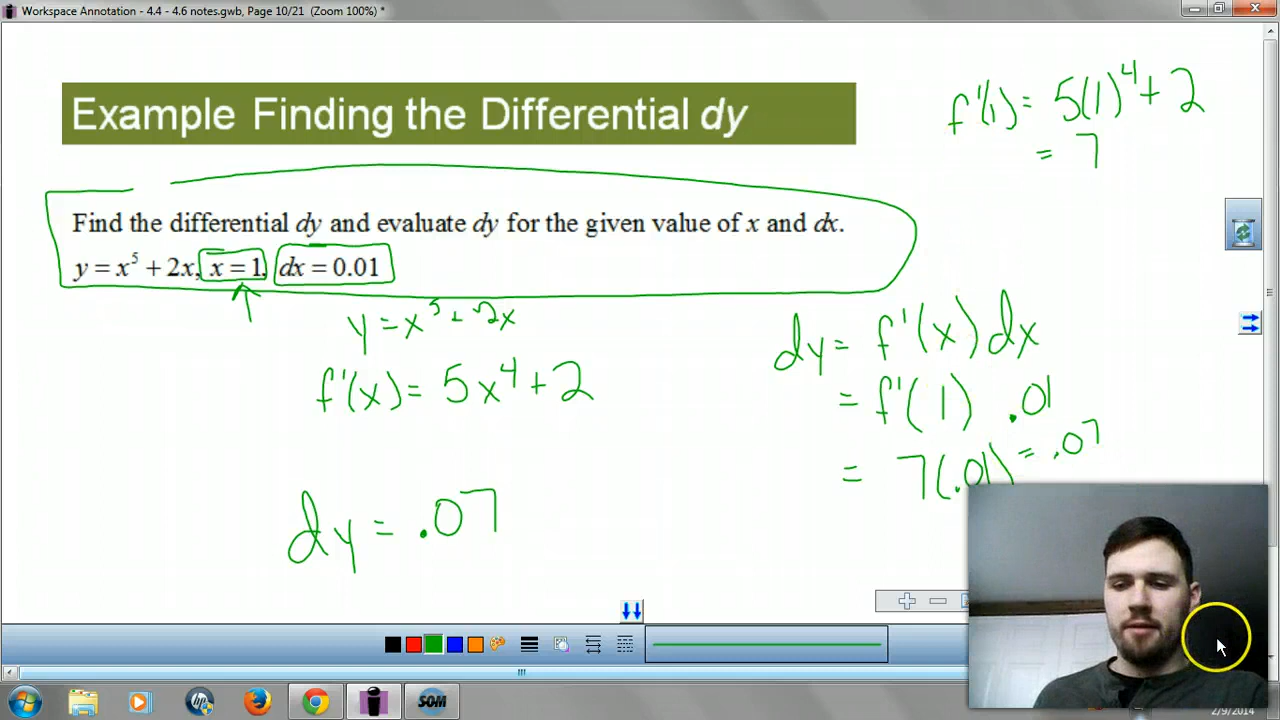 Workspace Annotation - 4.4 - 4.6 notes.gwb, Page 10/21 (Zoom 100%) *
Example Finding the Differential dy
f'(1) = 5(1)^4 + 2
= 7
Find the differential dy and evaluate dy for the given value of x and dx.
y = x^5 + 2x, x = 1, dx = 0.01
y = x^5 + 2x
f'(x) = 5x^4 + 2
dy = f'(x) dx
= f'(1) .01
= 7(.01) = .07
dy = .07
hp
SOM
2/9/2014